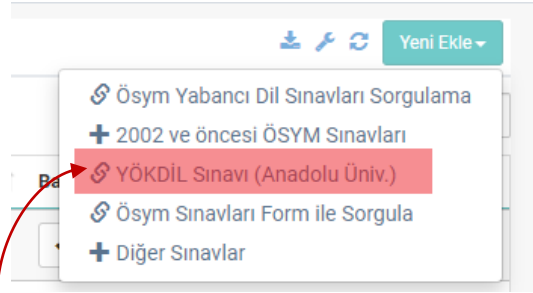 Yeni Ekle
Ösym Yabancı Dil Sınavları Sorgulama
2002 ve öncesi ÖSYM Sınavları
Ba
YÖKDİL Sınavı (Anadolu Üniv.)
Ösym Sınavları Form ile Sorgula
Diğer Sınavlar